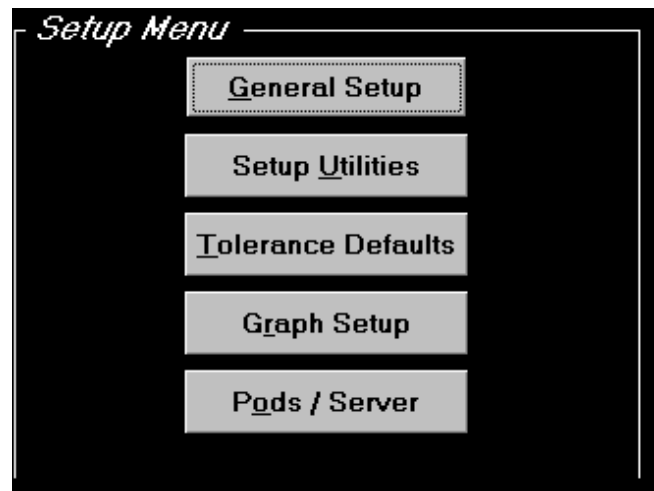 Setup Menu
General Setup
Setup Utilities
Tolerance Defaults
Graph Setup
Pods / Server